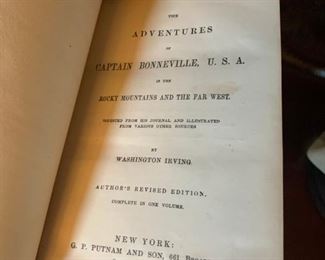 THE
ADVENTURES
OF
CAPTAIN BONNEVILLE, U. S. A.
IN THE
ROCKY MOUNTAINS AND THE FAR WEST.
DIGESTED FROM HIS JOURNAL AND ILLUSTRATED
FROM VARIOUS OTHER SOURCES
BY
WASHINGTON IRVING.
AUTHOR'S REVISED EDITION.
COMPLETE IN ONE VOLUME.
NEW YORK:
G. P. PUTNAM AND SON, 661